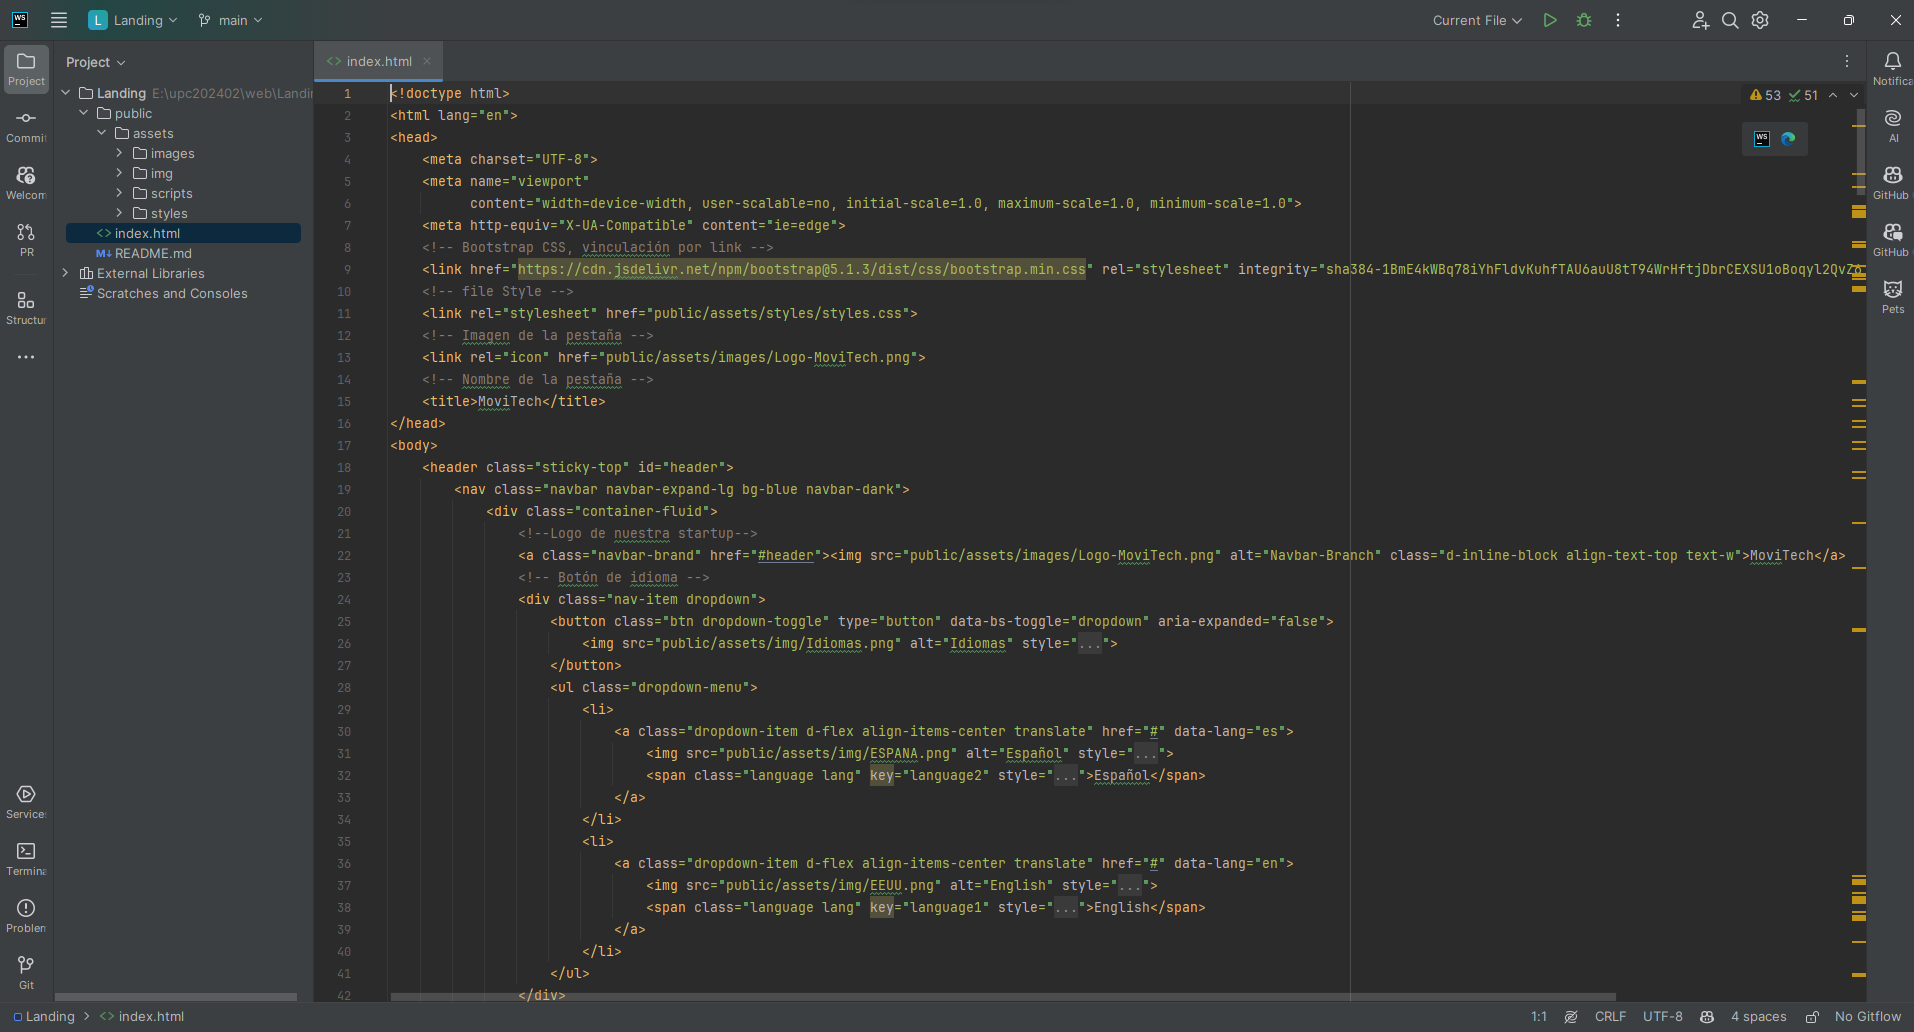 WS
L Landing main
Current File
Project
index.html
Project
Landing E:\upc202402\web\Landi
public
assets
images
img
scripts
styles
index.html
M↓ README.md
External Libraries
Scratches and Consoles
Commi
Welcom
PR
Structur
Service
Termina
Problem
Git
53 51
WS
1 <!doctype html>
2 <html lang="en">
3 <head>
4 <meta charset="UTF-8">
5 <meta name="viewport"
6 content="width=device-width, user-scalable=no, initial-scale=1.0, maximum-scale=1.0, minimum-scale=1.0">
7 <meta http-equiv="X-UA-Compatible" content="ie=edge">
8 <!-- Bootstrap CSS, vinculación por link -->
9 <link href="https://cdn.jsdelivr.net/npm/bootstrap@5.1.3/dist/css/bootstrap.min.css" rel="stylesheet" integrity="sha384-1BmE4kWBq78iYhFldvKuhfTAU6auU8tT94WrHftjDbrCEXSU1oBoqyl2QvZ6
10 <!-- file Style -->
11 <link rel="stylesheet" href="public/assets/styles/styles.css">
12 <!-- Imagen de la pestaña -->
13 <link rel="icon" href="public/assets/images/Logo-MoviTech.png">
14 <!-- Nombre de la pestaña -->
15 <title>MoviTech</title>
16 </head>
17 <body>
18 <header class="sticky-top" id="header">
19 <nav class="navbar navbar-expand-lg bg-blue navbar-dark">
20 <div class="container-fluid">
21 <!--Logo de nuestra startup-->
22 <a class="navbar-brand" href="#header"><img src="public/assets/images/Logo-MoviTech.png" alt="Navbar-Branch" class="d-inline-block align-text-top text-w">MoviTech</a>
23 <!-- Botón de idioma -->
24 <div class="nav-item dropdown">
25 <button class="btn dropdown-toggle" type="button" data-bs-toggle="dropdown" aria-expanded="false">
26 <img src="public/assets/img/Idiomas.png" alt="Idiomas" style="...">
27 </button>
28 <ul class="dropdown-menu">
29 <li>
30 <a class="dropdown-item d-flex align-items-center translate" href="#" data-lang="es">
31 <img src="public/assets/img/ESPANA.png" alt="Español" style="...">
32 <span class="language lang" key="language2" style="...">Español</span>
33 </a>
34 </li>
35 <li>
36 <a class="dropdown-item d-flex align-items-center translate" href="#" data-lang="en">
37 <img src="public/assets/img/EEUU.png" alt="English" style="...">
38 <span class="language lang" key="language1" style="...">English</span>
39 </a>
40 </li>
41 </ul>
42 </div>
Notifica
AI
GitHub
GitHub
Pets
Landing > index.html
1:1 CRLF UTF-8 4 spaces No Gitflow